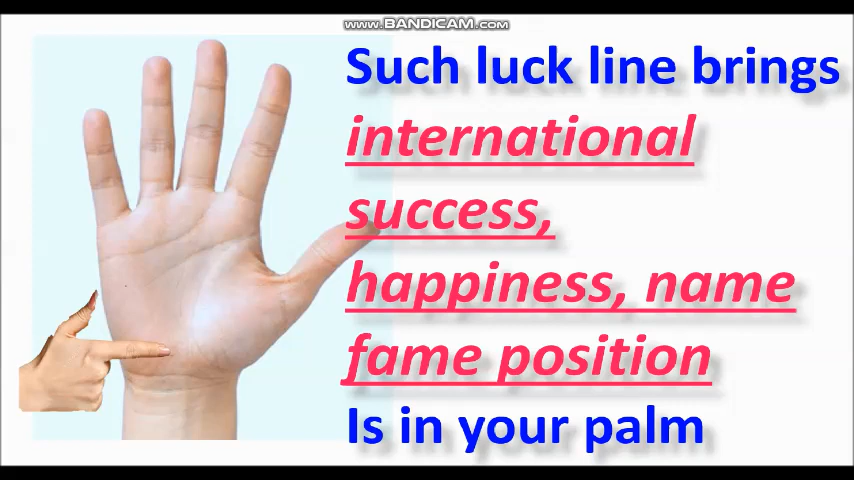 www.BANDICAM.com
Such luck line brings
international
success,
happiness, name
fame position
Is in your palm